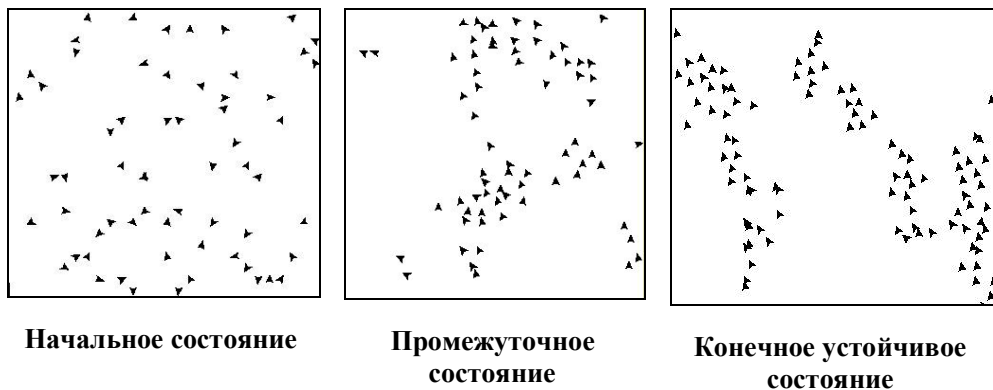 Начальное состояние
Промежуточное
состояние
Конечное устойчивое
состояние